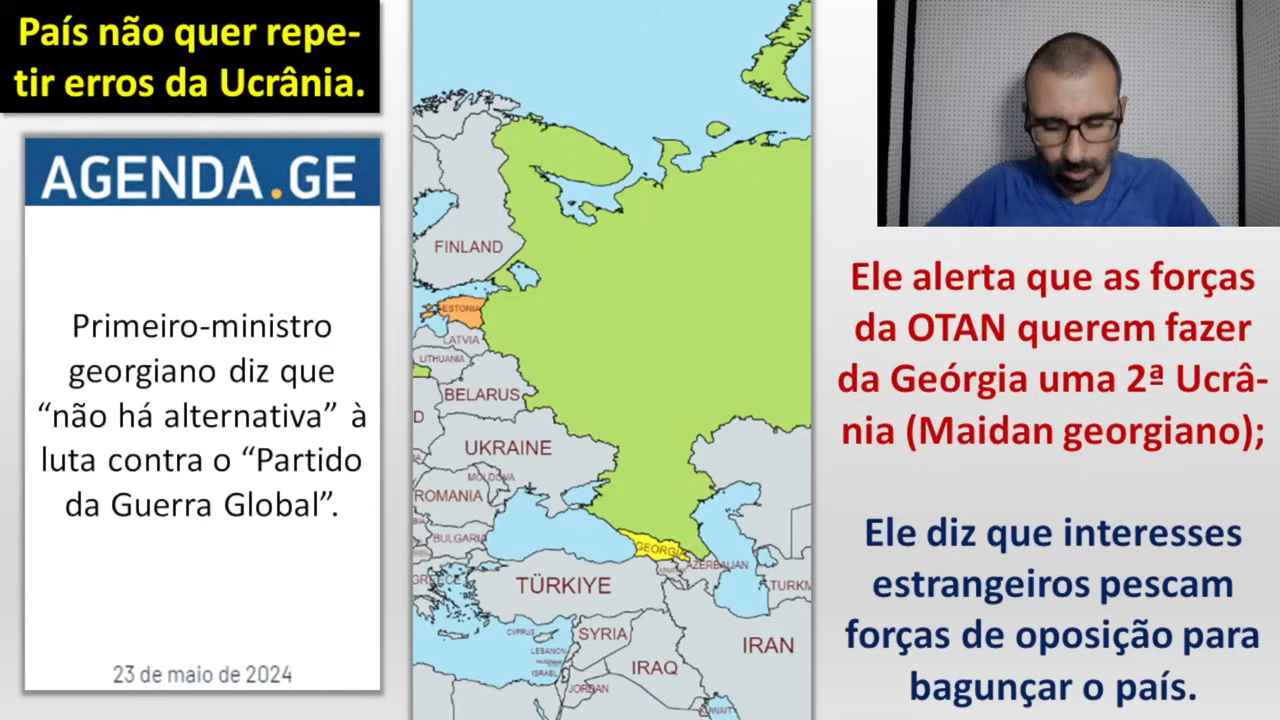 País não quer repe-
tir erros da Ucrânia.
AGENDA.GE
Primeiro-ministro
georgiano diz que
“não há alternativa” à
luta contra o “Partido
da Guerra Global”.
23 de maio de 2024
FINLAND
ESTONIA
LATVIA
LITHUANIA
BELARUS
D
UKRAINE
MOLDOVA
ROMANIA
BULGARIA
GEORGIA
AZERBAIJAN
GREECE
TÜRKIYE
TURKM
CYPRUS
SYRIA
LEBANON
ISRAEL
IRAQ
IRAN
JORDAN
KUWAIT
Ele alerta que as forças
da OTAN querem fazer
da Geórgia uma 2ª Ucrâ-
nia (Maidan georgiano);
Ele diz que interesses
estrangeiros pescam
forças de oposição para
bagunçar o país.